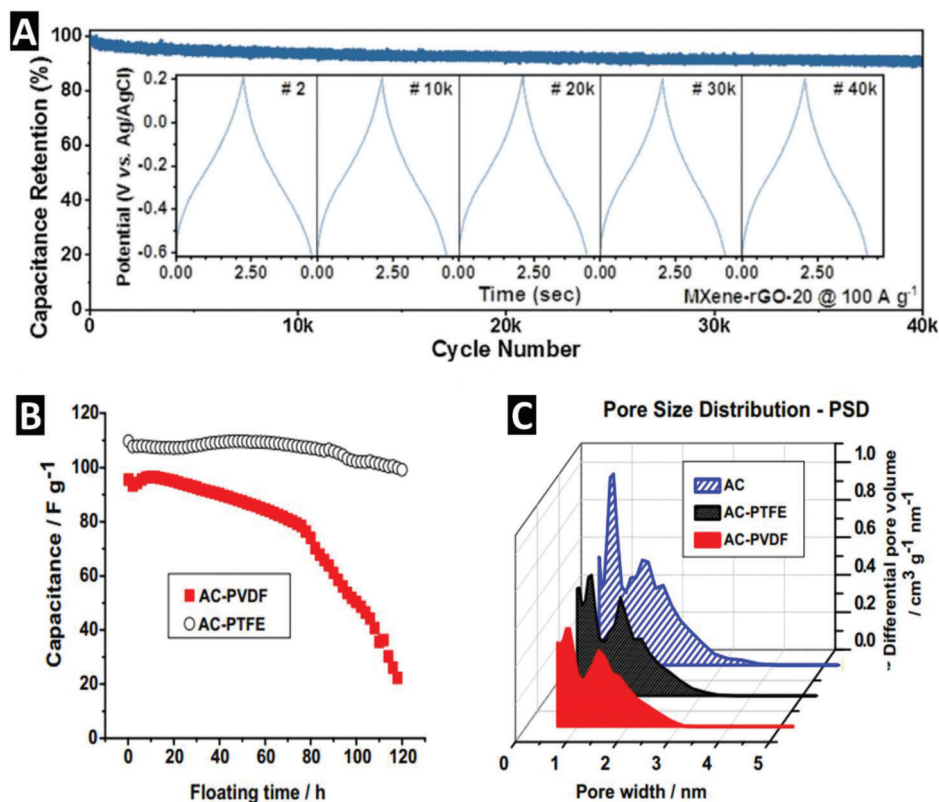 A
Capacitance Retention (%)
100
80
60
40
20
0
Potential (V vs. Ag/AgCl)
0.2
0.0
-0.2
-0.4
-0.6
# 2
# 10k
# 20k
# 30k
# 40k
0.00 2.50 0.00 2.50 0.00 2.50 0.00 2.50 0.00 2.50
Time (sec)
MXene-rGO-20 @ 100 A g-1
0 10k 20k 30k 40k
Cycle Number
B
Capacitance / F g-1
120
100
80
60
40
20
0
AC-PVDF
AC-PTFE
0 20 40 60 80 100 120
Floating time / h
C
Pore Size Distribution - PSD
AC
AC-PTFE
AC-PVDF
1.0
0.8
0.6
0.4
0.2
0.0
Differential pore volume
/ cm3 g-1 nm-1
0 1 2 3 4 5
Pore width / nm